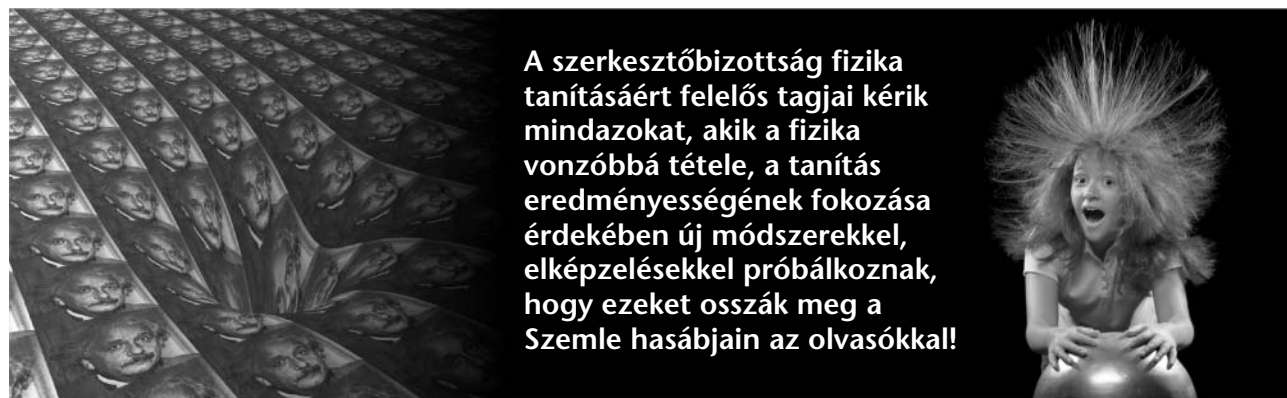 A szerkesztőbizottság fizika
tanításáért felelős tagjai kérik
mindazokat, akik a fizika
vonzóbbá tétele, a tanítás
eredményességének fokozása
érdekében új módszerekkel,
elképzelésekkel próbálkoznak,
hogy ezeket osszák meg a
Szemle hasábjain az olvasókkal!